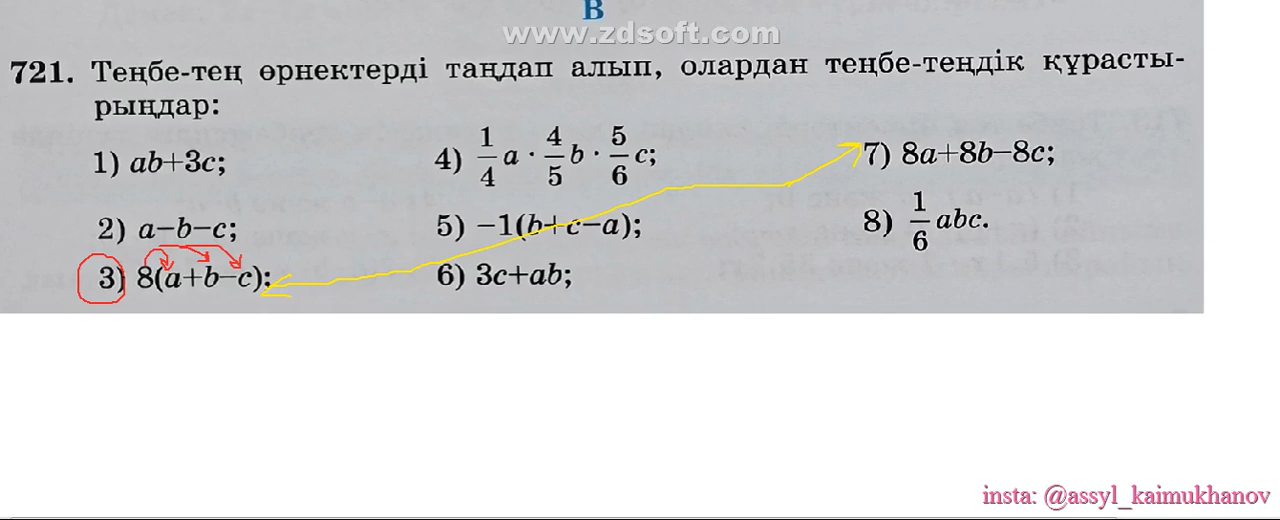 В
www.zdsoft.com
721. Теңбе-тең өрнектерді таңдап алып, олардан теңбе-теңдік құрасты-
рыңдар:
1) ab+3c;
4) 1/4 a · 4/5 b · 5/6 c;
7) 8a+8b−8c;
2) a−b−c;
5) −1(b+c−a);
8) 1/6 abc.
3) 8(a+b−c);
6) 3c+ab;
insta: @assyl_kaimukhanov